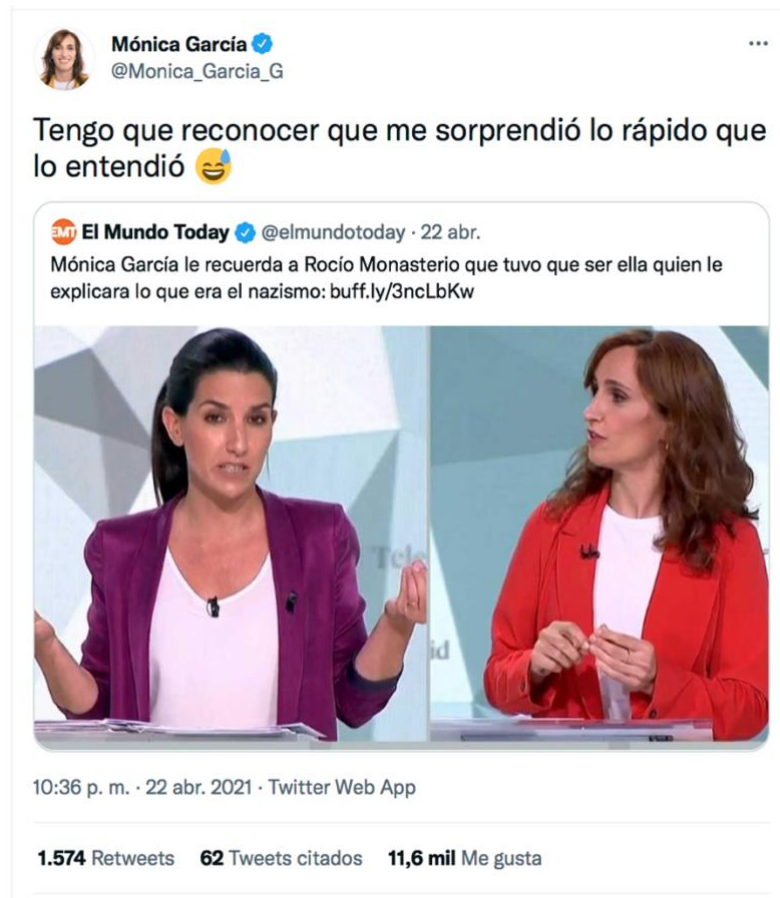 Mónica García
@Monica_Garcia_G
Tengo que reconocer que me sorprendió lo rápido que
lo entendió
EMT El Mundo Today @elmundotoday · 22 abr.
Mónica García le recuerda a Rocío Monasterio que tuvo que ser ella quien le
explicara lo que era el nazismo: buff.ly/3ncLbKw
Tele
id
10:36 p. m. · 22 abr. 2021 · Twitter Web App
1.574 Retweets 62 Tweets citados 11,6 mil Me gusta